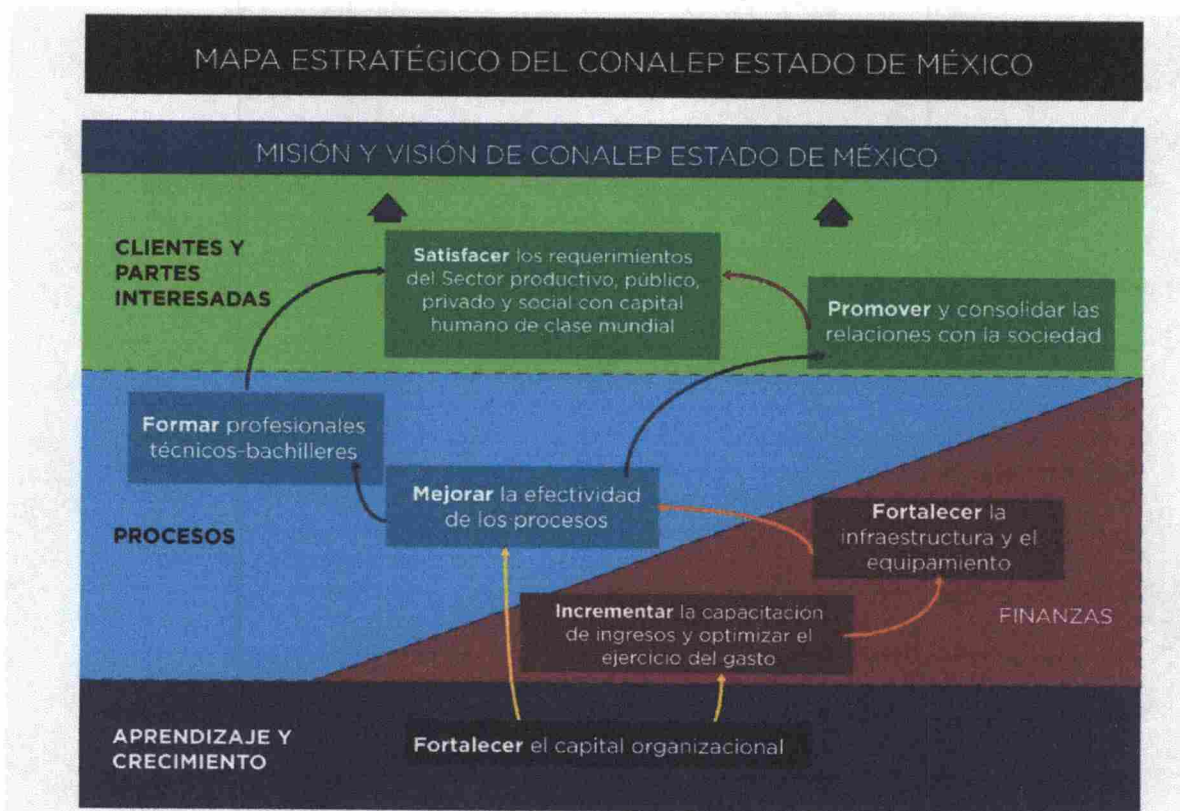 MAPA ESTRATÉGICO DEL CONALEP ESTADO DE MÉXICO
MISIÓN Y VISIÓN DE CONALEP ESTADO DE MÉXICO
CLIENTES Y
PARTES
INTERESADAS
Satisfacer los requerimientos
del Sector productivo, público,
privado y social con capital
humano de clase mundial
Promover y consolidar las
relaciones con la sociedad
Formar profesionales
técnicos-bachilleres
Mejorar la efectividad
de los procesos
PROCESOS
Fortalecer la
infraestructura y el
equipamiento
Incrementar la capacitación
de ingresos y optimizar el
ejercicio del gasto
FINANZAS
APRENDIZAJE Y
CRECIMIENTO
Fortalecer el capital organizacional